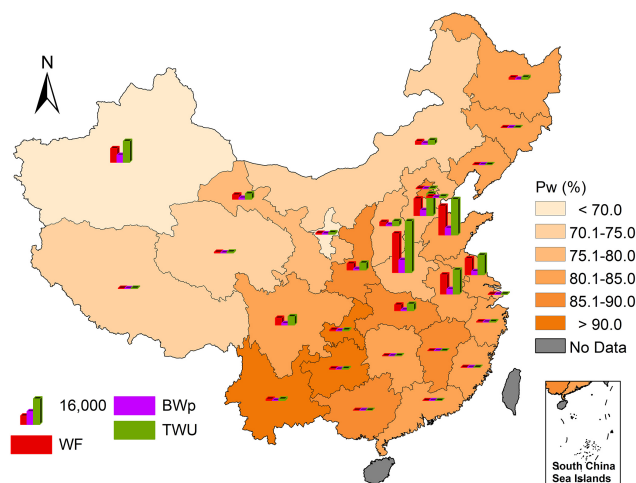 N
Pw (%)
< 70.0
70.1-75.0
75.1-80.0
80.1-85.0
85.1-90.0
> 90.0
No Data
16,000
BWp
WF
TWU
South China
Sea Islands